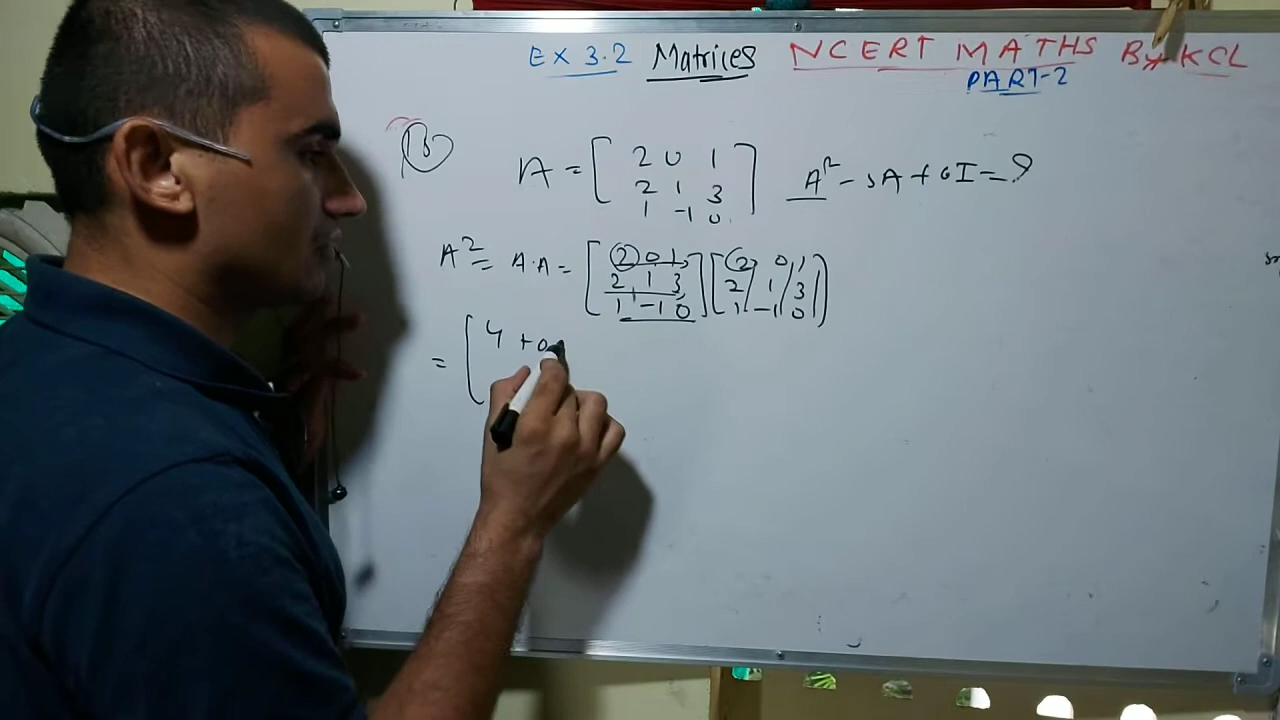 EX 3.2 Matrices NCERT MATHS By KCL
PART-2
A = [2 0 1
2 1 3
1 -1 0] A² - 5A + 6I = ?
A² = A·A = [2 0 1 [2 0 1
2 1 3 2 1 3
1 -1 0] 1 -1 0]
= [4 + 0